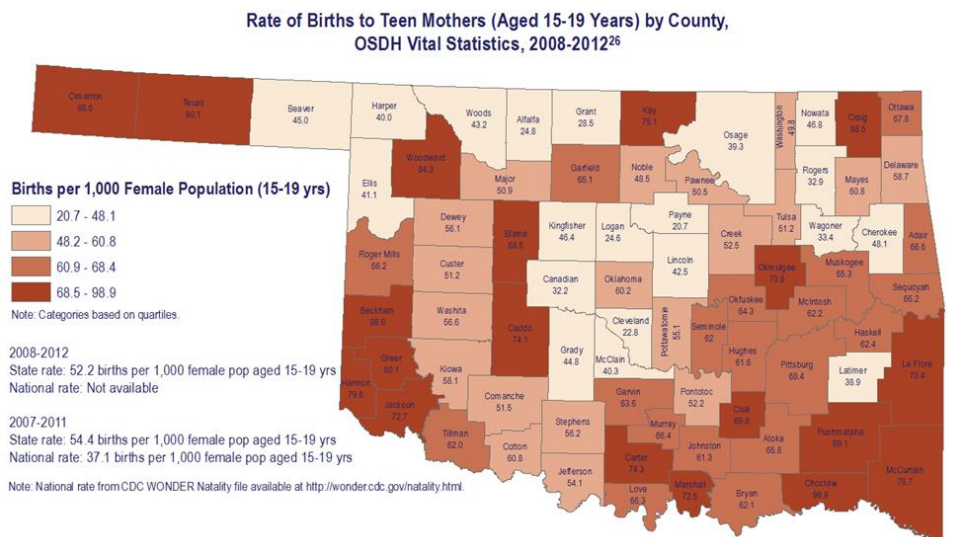 Rate of Births to Teen Mothers (Aged 15-19 Years) by County,
OSDH Vital Statistics, 2008-2012²⁶
Cimarron
Texas
80.1
Beaver
45.0
Harper
40.0
Woods
43.2
Alfalfa
24.8
Grant
28.5
Kay
75.1
Osage
39.3
Washington
49.8
Nowata
46.8
Craig
68.5
Ottawa
67.8
Ellis
41.1
Woodward
84.3
Major
50.9
Garfield
65.1
Noble
48.5
Pawnee
50.5
Rogers
32.9
Mayes
60.8
Delaware
58.7
Births per 1,000 Female Population (15-19 yrs)
20.7 - 48.1
48.2 - 60.8
60.9 - 68.4
68.5 - 98.9
Note: Categories based on quartiles.
Roger Mills
66.2
Dewey
56.1
Blaine
Kingfisher
46.4
Logan
24.6
Payne
20.7
Creek
52.5
Tulsa
51.2
Wagoner
33.4
Cherokee
48.1
Adair
66.6
Custer
51.2
Canadian
32.2
Oklahoma
60.2
Lincoln
42.5
Okmulgee
Muskogee
65.3
Sequoyah
66.2
Beckham
98.9
Washita
56.6
Caddo
74.1
Grady
44.8
Cleveland
22.8
McClain
40.3
Pottawatomie
55.1
Seminole
62
Okfuskee
64.3
McIntosh
62.2
Haskell
62.4
Hughes
61.6
Pittsburg
68.4
Latimer
38.9
Le Flore
70.4
2008-2012
State rate: 52.2 births per 1,000 female pop aged 15-19 yrs
National rate: Not available
Greer
80.1
Harmon
Jackson
72.7
Kiowa
58.1
Comanche
51.5
Tillman
62.0
Cotton
60.8
Stephens
56.2
Jefferson
54.1
Garvin
63.6
Murray
66.4
Pontotoc
52.2
Coal
69.8
Carter
74.3
Johnston
61.3
Atoka
65.8
Pushmataha
Love
66.3
Marshall
72.5
Bryan
62.1
Choctaw
96.8
McCurtain
78.7
2007-2011
State rate: 54.4 births per 1,000 female pop aged 15-19 yrs
National rate: 37.1 births per 1,000 female pop aged 15-19 yrs
Note: National rate from CDC WONDER Natality file available at http://wonder.cdc.gov/natality.html.